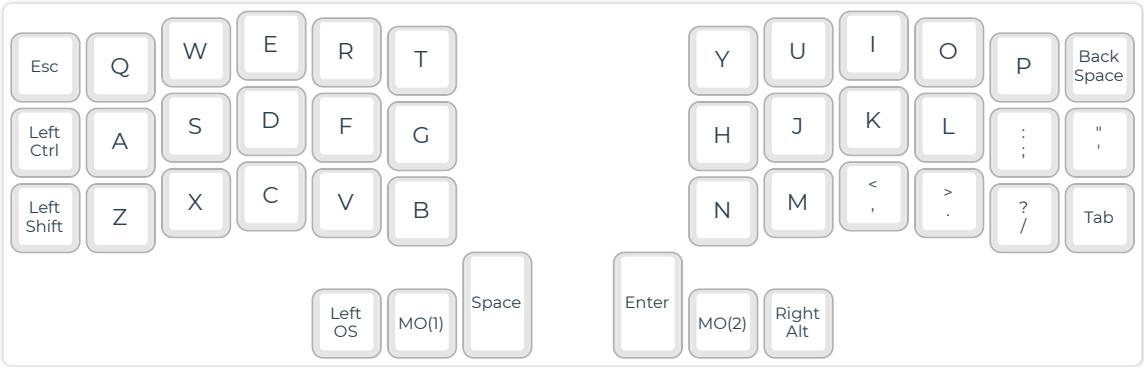 Esc Q W E R T Y U I O P Back Space
Left Ctrl A S D F G H J K L : ; " '
Left Shift Z X C V B N M < , > . ? / Tab
Left OS MO(1) Space Enter MO(2) Right Alt